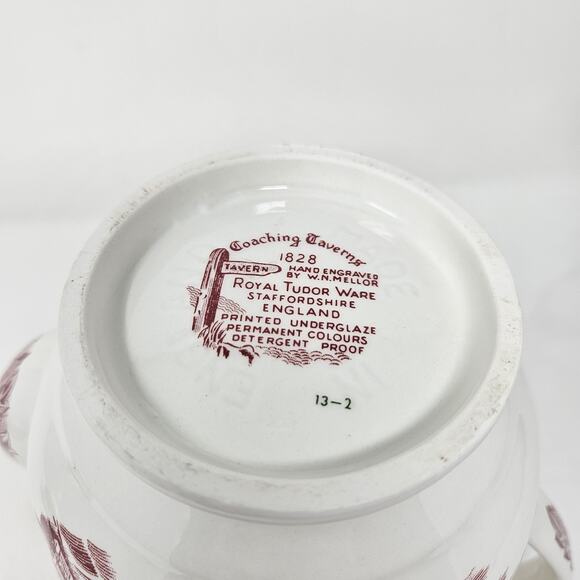 Coaching Taverns
1828
TAVERN
HAND ENGRAVED
BY W.N.MELLOR
ROYAL TUDOR WARE
STAFFORDSHIRE
ENGLAND
PRINTED UNDERGLAZE
PERMANENT COLOURS
DETERGENT PROOF
13-2